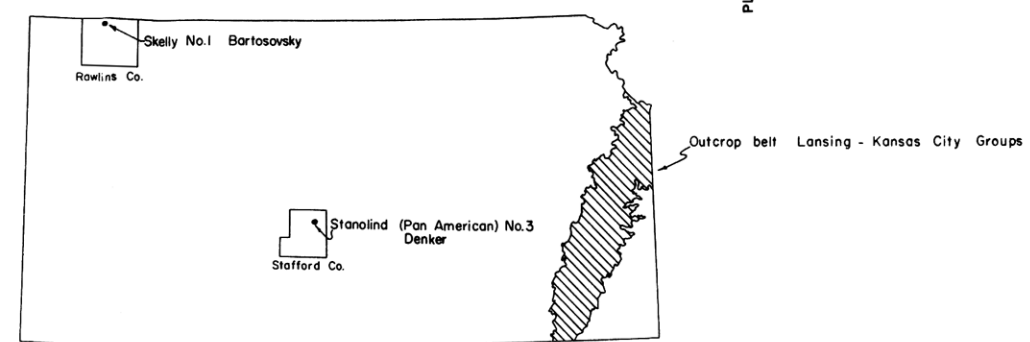 PL
Skelly No.1 Bartosovsky
Rawlins Co.
Outcrop belt Lansing - Kansas City Groups
Stanolind (Pan American) No.3
Denker
Stafford Co.